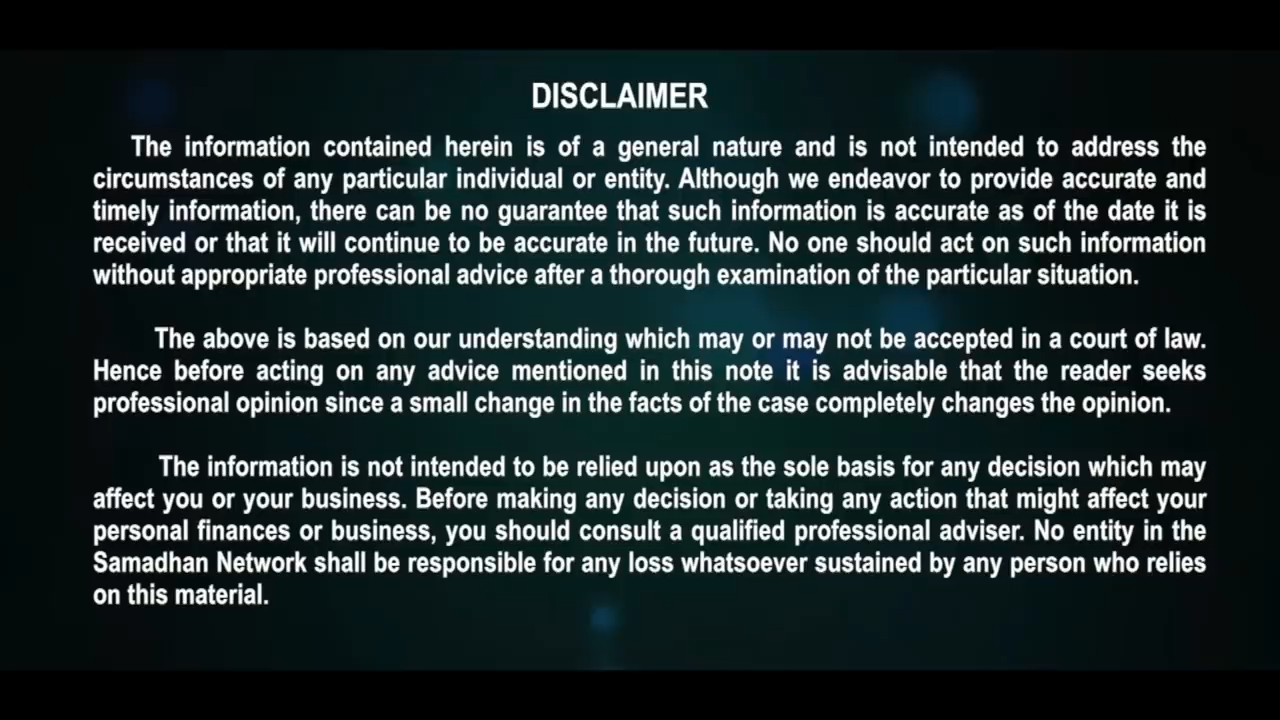 DISCLAIMER
The information contained herein is of a general nature and is not intended to address the
circumstances of any particular individual or entity. Although we endeavor to provide accurate and
timely information, there can be no guarantee that such information is accurate as of the date it is
received or that it will continue to be accurate in the future. No one should act on such information
without appropriate professional advice after a thorough examination of the particular situation.
The above is based on our understanding which may or may not be accepted in a court of law.
Hence before acting on any advice mentioned in this note it is advisable that the reader seeks
professional opinion since a small change in the facts of the case completely changes the opinion.
The information is not intended to be relied upon as the sole basis for any decision which may
affect you or your business. Before making any decision or taking any action that might affect your
personal finances or business, you should consult a qualified professional adviser. No entity in the
Samadhan Network shall be responsible for any loss whatsoever sustained by any person who relies
on this material.